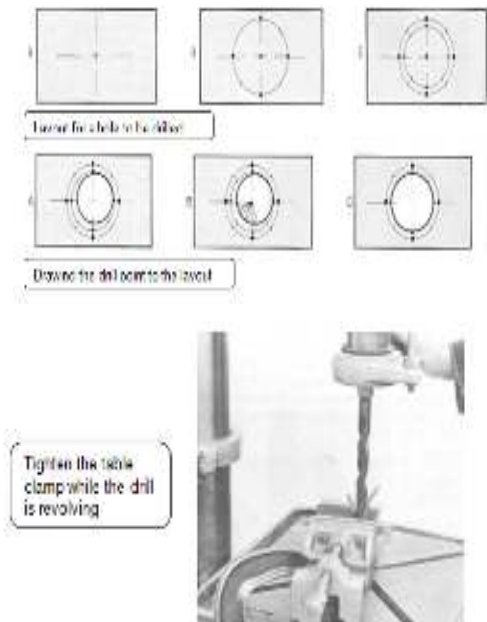 Layout for a hole to be drilled
Drawing the drill point to the layout
Tighten the table
clamp while the drill
is revolving